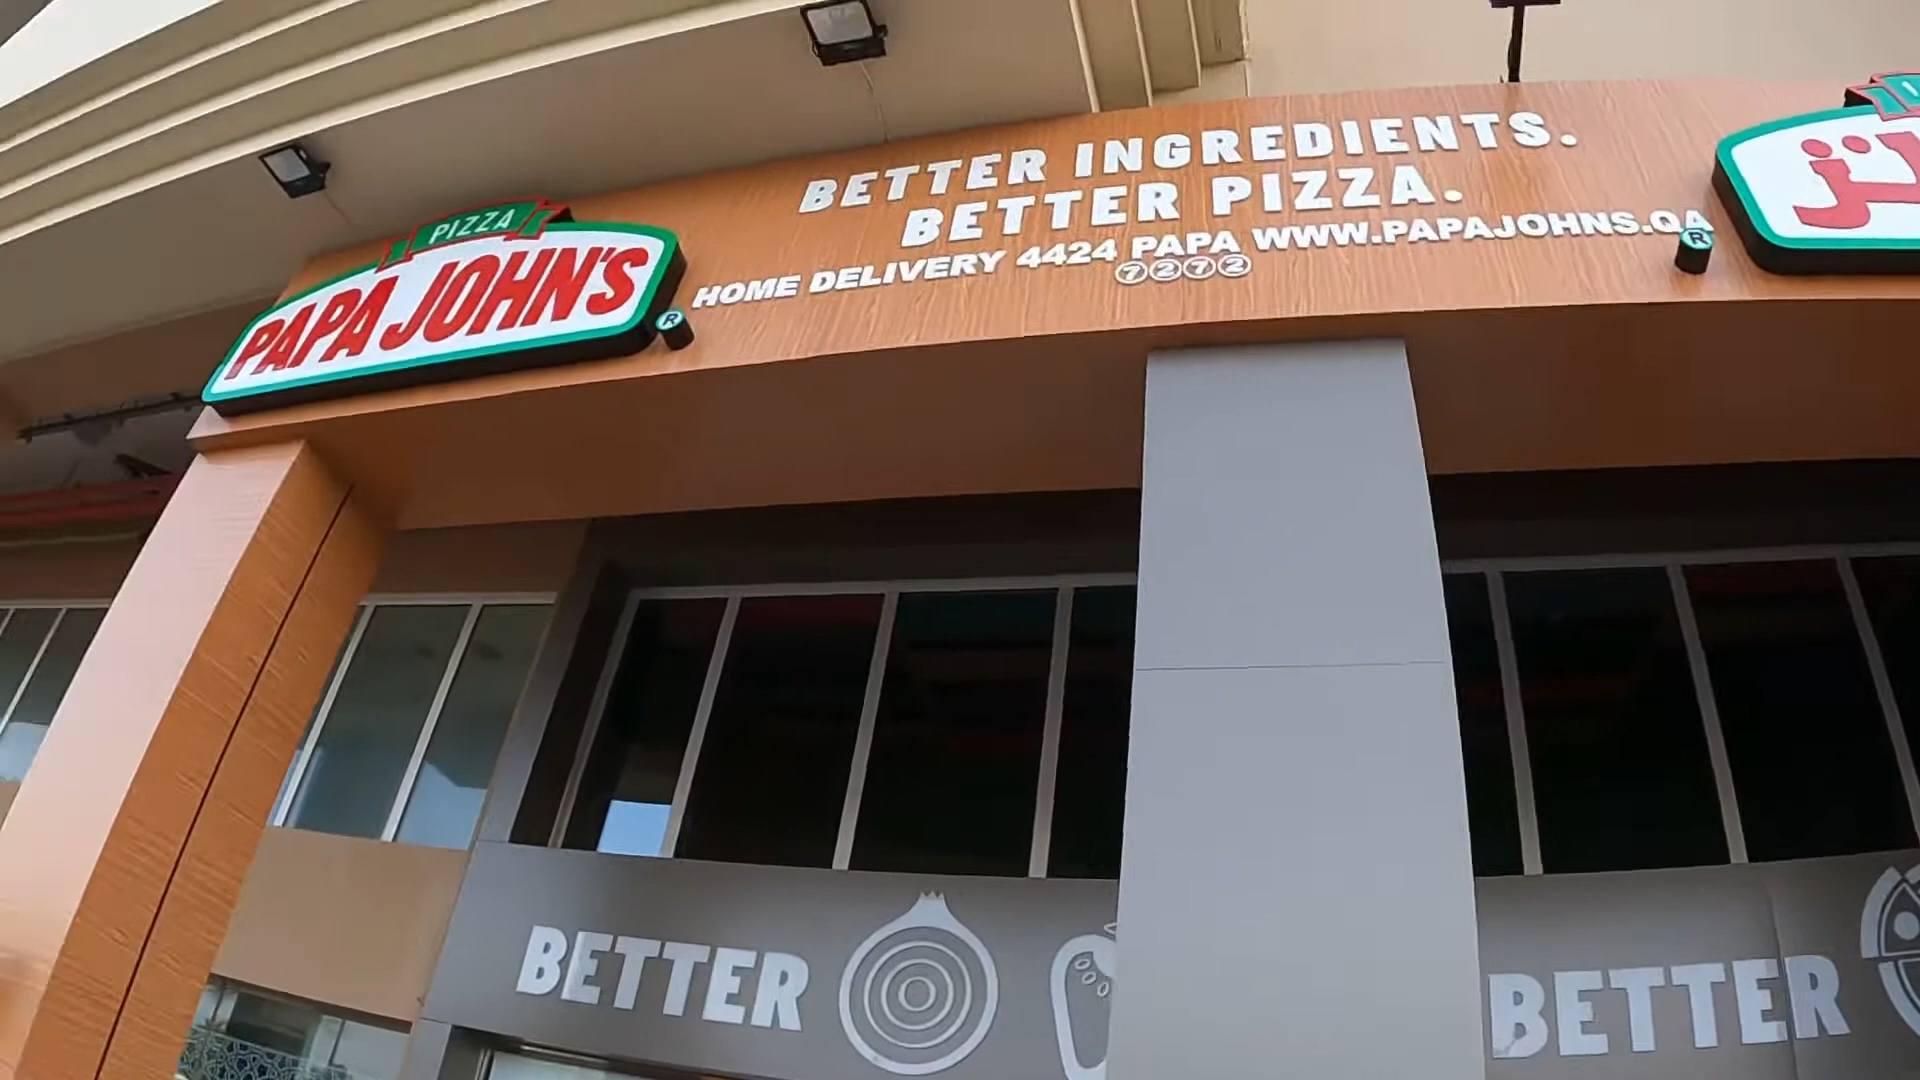 PIZZA
PAPA JOHN'S
®
BETTER INGREDIENTS.
BETTER PIZZA.
HOME DELIVERY 4424 PAPA WWW.PAPAJOHNS.QA
7272
®
BETTER
BETTER